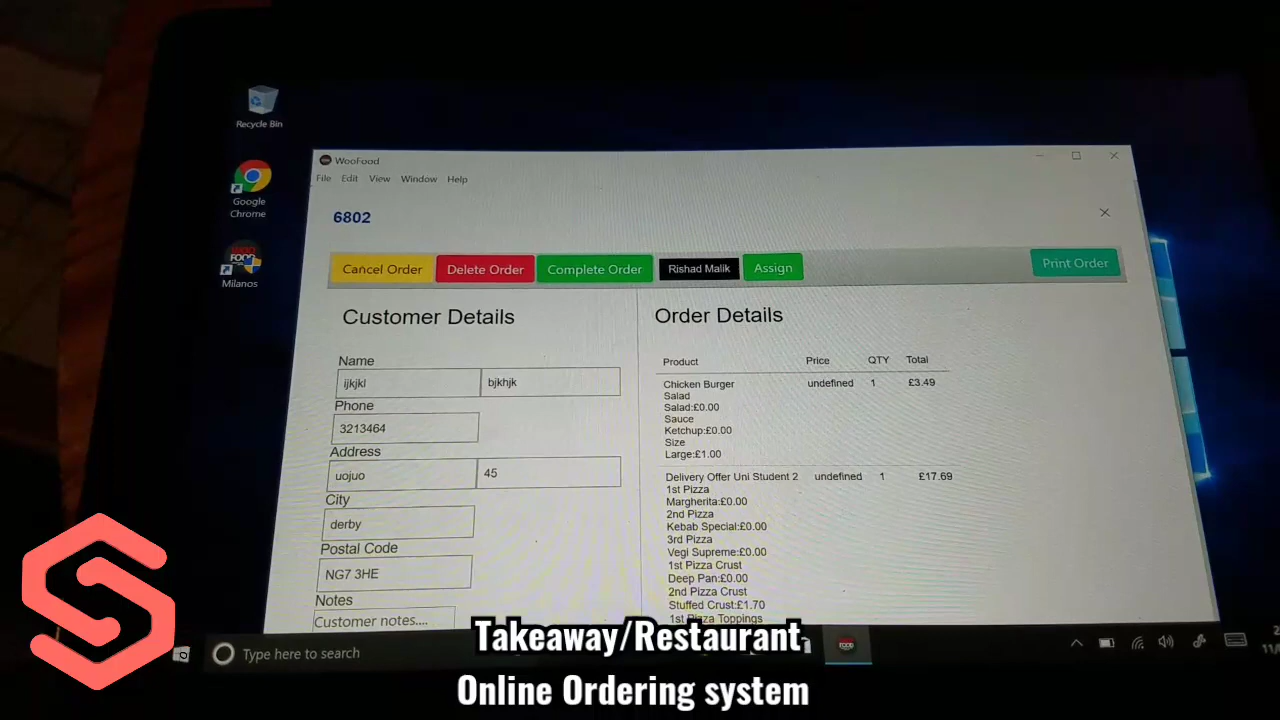 Recycle Bin
Google
Chrome
Milanos
WooFood
File Edit View Window Help
6802
Cancel Order Delete Order Complete Order Rishad Malik Assign Print Order
Customer Details
Name
ijkjkl bjkhjk
Phone
3213464
Address
uojuo 45
City
derby
Postal Code
NG7 3HE
Notes
Customer notes....
Order Details
Product Price QTY Total
Chicken Burger undefined 1 £3.49
Salad
Salad:£0.00
Sauce
Ketchup:£0.00
Size
Large:£1.00
Delivery Offer Uni Student 2 undefined 1 £17.69
1st Pizza
Margherita:£0.00
2nd Pizza
Kebab Special:£0.00
3rd Pizza
Vegi Supreme:£0.00
1st Pizza Crust
Deep Pan:£0.00
2nd Pizza Crust
Stuffed Crust:£1.70
1st Pizza Toppings
Type here to search
Takeaway/Restaurant
Online Ordering system